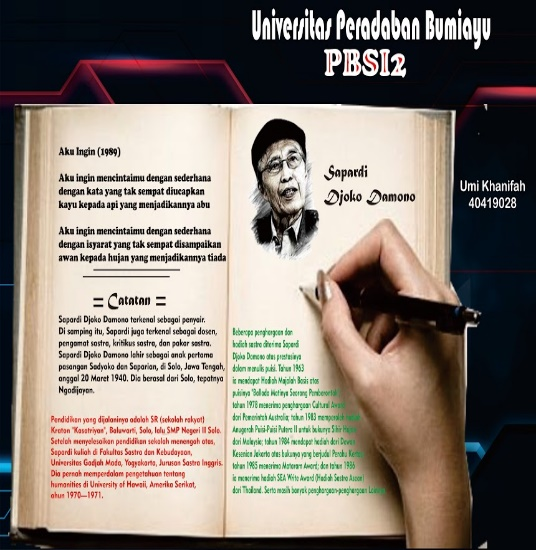 Universitas Peradaban Bumiayu
PBSI2
Umi Khanifah
40419028
Aku Ingin (1989)
Aku ingin mencintaimu dengan sederhana
dengan kata yang tak sempat diucapkan
kayu kepada api yang menjadikannya abu
Aku ingin mencintaimu dengan sederhana
dengan isyarat yang tak sempat disampaikan
awan kepada hujan yang menjadikannya tiada
= Catatan =
Sapardi Djoko Damono terkenal sebagai penyair.
Di samping itu, Sapardi juga terkenal sebagai dosen,
pengamat sastra, kritikus sastra, dan pakar sastra.
Sapardi Djoko Damono lahir sebagai anak pertama
pasangan Sadyoko dan Saparian, di Solo, Jawa Tengah,
anggal 20 Maret 1940. Dia berasal dari Solo, tepatnya
Ngadijayan.
Pendidikan yang dijalaninya adalah SR (sekolah rakyat)
Kraton "Kasatriyan", Baluwarti, Solo, lalu SMP Negeri II Solo.
Setelah menyelesaikan pendidikan sekolah menengah atas,
Sapardi kuliah di Fakultas Sastra dan Kebudayaan,
Universitas Gadjah Mada, Yogyakarta, Jurusan Sastra Inggris.
Dia pernah memperdalam pengetahuan tentang
humanities di University of Hawaii, Amerika Serikat,
ahun 1970—1971.
Sapardi
Djoko Damono
Beberapa penghargaan dan
hadiah sastra diterima Sapardi
Djoko Damono atas prestasinya
dalam menulis puisi. Tahun 1963
ia mendapat Hadiah Majalah Basis atas
puisinya "Ballada Matinya Seorang Pemberontak
tahun 1978 menerima penghargaan Cultural Award
dari Pemerintah Australia; tahun 1983 memperoleh
Anugerah Puisi-Puisi Putera II untuk bukunya Sihir
dari Malaysia; tahun 1984 mendapat hadiah dari Dewan
Kesenian Jakarta atas bukunya yang berjudul Perahu Kertas
tahun 1985 menerima Mataram Award; dan tahun 1986
ia menerima hadiah SEA Write Award (Hadiah Sastra Asean)
dari Thailand. Serta masih banyak penghargaan-penghargaan